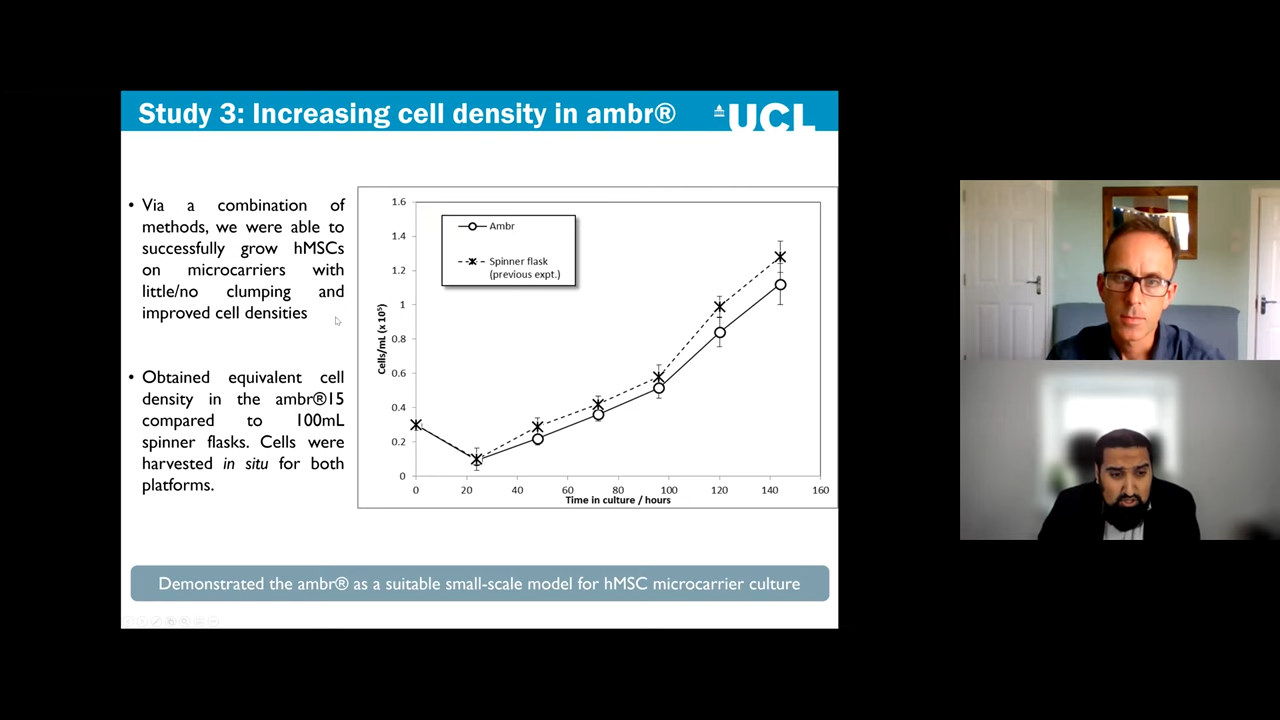 Study 3: Increasing cell density in ambr®
UCL
• Via a combination of
methods, we were able to
successfully grow hMSCs
on microcarriers with
little/no clumping and
improved cell densities
• Obtained equivalent cell
density in the ambr®15
compared to 100mL
spinner flasks. Cells were
harvested in situ for both
platforms.
Cells/mL (x 10⁵)
1.6
1.4
1.2
1
0.8
0.6
0.4
0.2
0
Ambr
Spinner flask
(previous expt.)
0 20 40 60 80 100 120 140 160
Time in culture / hours
Demonstrated the ambr® as a suitable small-scale model for hMSC microcarrier culture